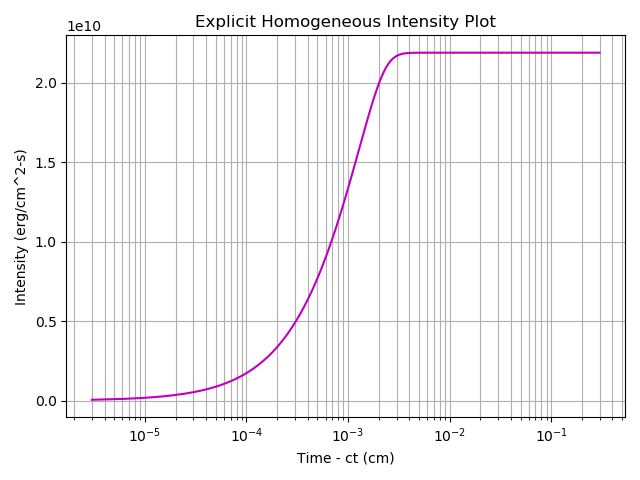 Explicit Homogeneous Intensity Plot
1e10
2.0
1.5
1.0
0.5
0.0
Intensity (erg/cm^2-s)
10⁻⁵ 10⁻⁴ 10⁻³ 10⁻² 10⁻¹
Time - ct (cm)